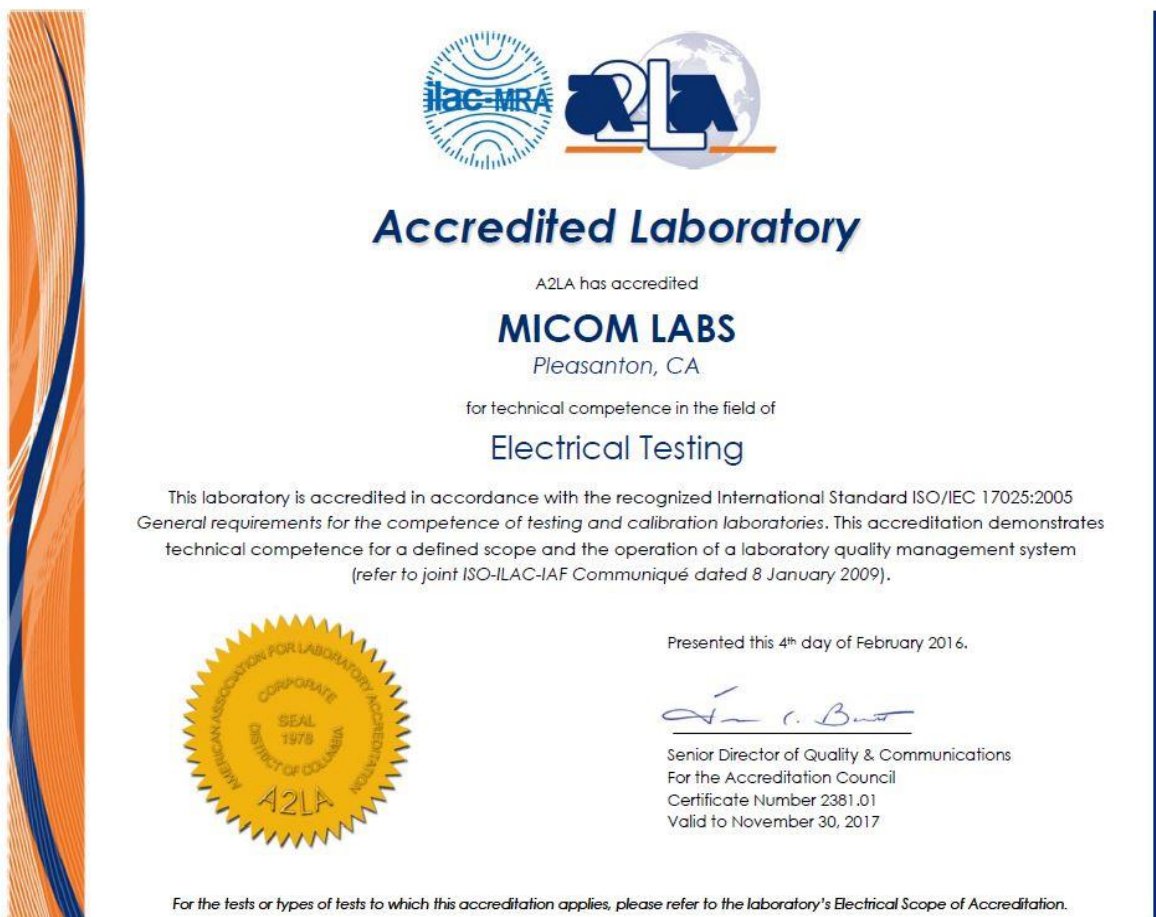 ilac-MRA
a2La
Accredited Laboratory
A2LA has accredited
MICOM LABS
Pleasanton, CA
for technical competence in the field of
Electrical Testing
This laboratory is accredited in accordance with the recognized International Standard ISO/IEC 17025:2005
General requirements for the competence of testing and calibration laboratories. This accreditation demonstrates
technical competence for a defined scope and the operation of a laboratory quality management system
(refer to joint ISO-ILAC-IAF Communiqué dated 8 January 2009).
AMERICAN ASSOCIATION FOR LABORATORY ACCREDITATION
CORPORATE
SEAL
1978
DISTRICT OF COLUMBIA
A2LA
Presented this 4th day of February 2016.
Senior Director of Quality & Communications
For the Accreditation Council
Certificate Number 2381.01
Valid to November 30, 2017
For the tests or types of tests to which this accreditation applies, please refer to the laboratory's Electrical Scope of Accreditation.